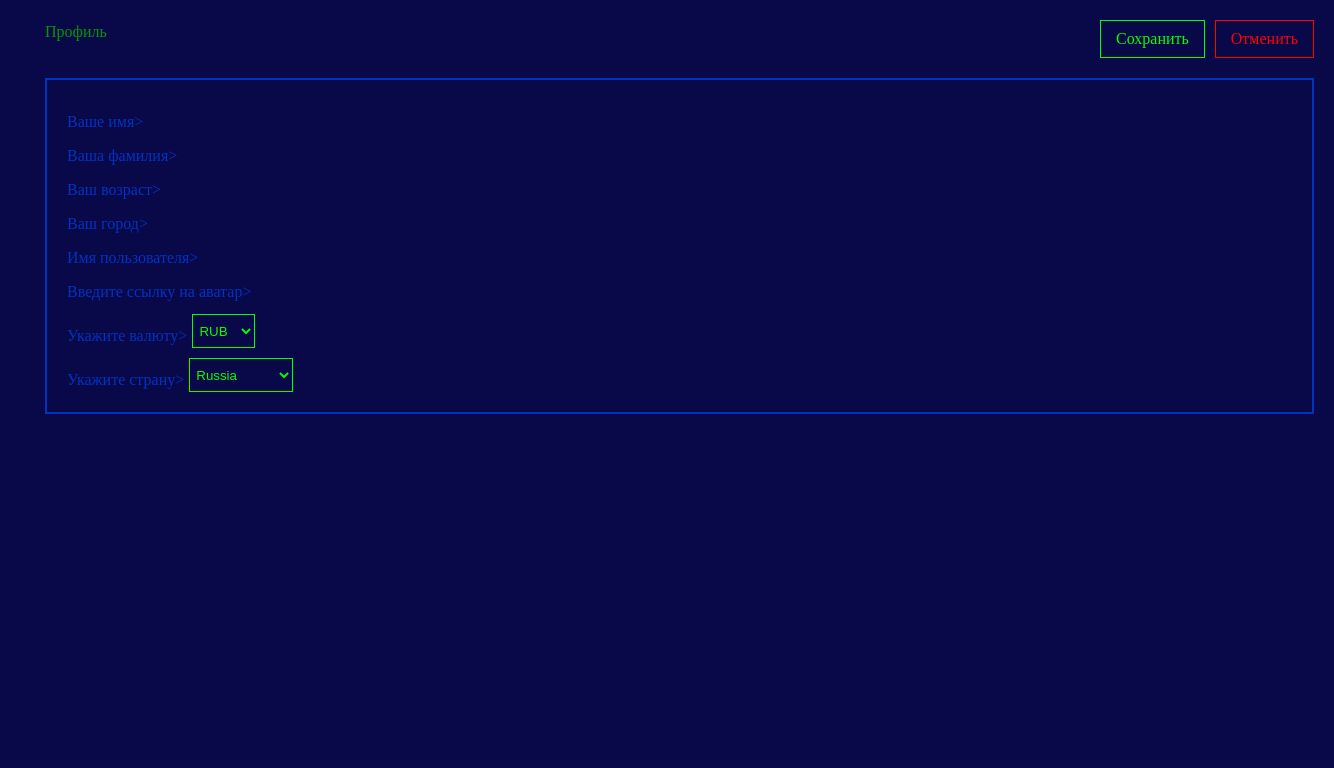 Профиль
Сохранить
Отменить
Ваше имя>
Ваша фамилия>
Ваш возраст>
Ваш город>
Имя пользователя>
Введите ссылку на аватар>
Укажите валюту> RUB
Укажите страну> Russia